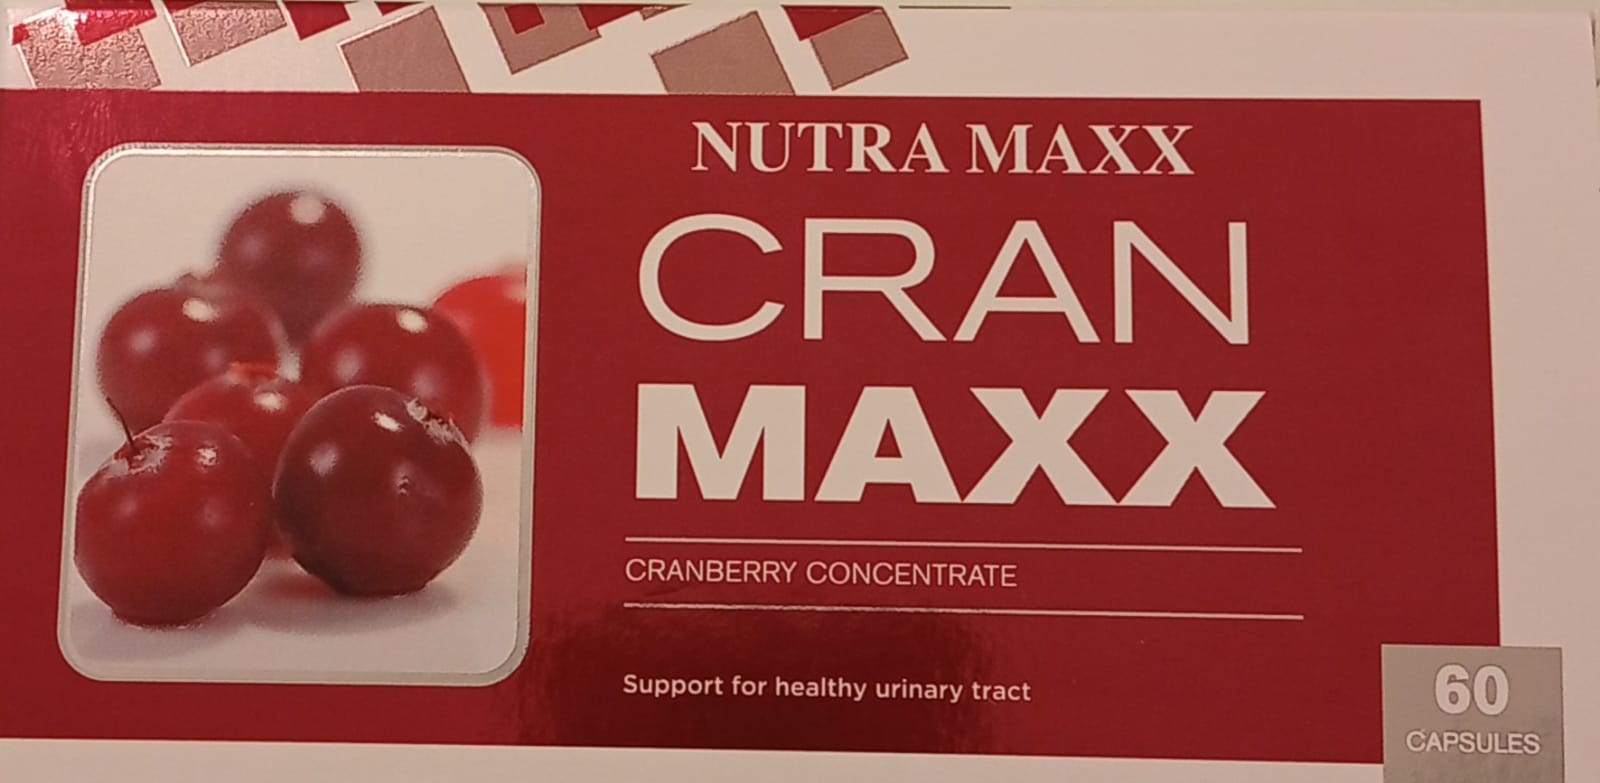 NUTRA MAXX
CRAN
MAXX
CRANBERRY CONCENTRATE
Support for healthy urinary tract
60
CAPSULES